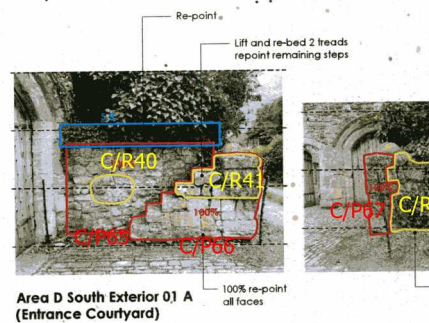 Re-point
Lift and re-bed 2 treads
repoint remaining steps
C/R40
C/R41
100%
C/P65
C/P66
C/P67
100% re-point
all faces
Area D South Exterior 01 A
(Entrance Courtyard)